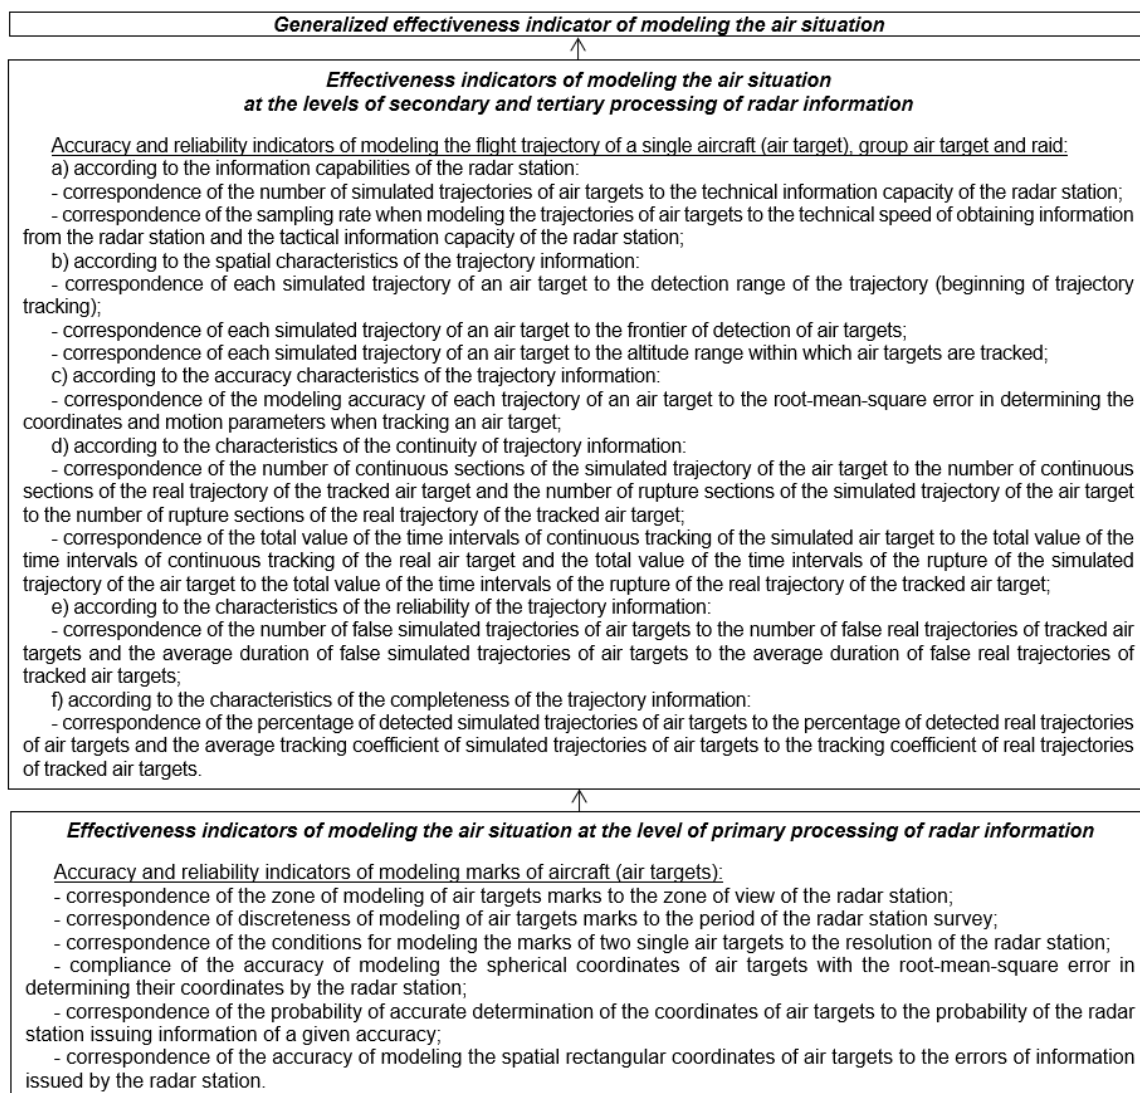 Generalized effectiveness indicator of modeling the air situation
Effectiveness indicators of modeling the air situation
at the levels of secondary and tertiary processing of radar information
Accuracy and reliability indicators of modeling the flight trajectory of a single aircraft (air target), group air target and raid:
a) according to the information capabilities of the radar station:
- correspondence of the number of simulated trajectories of air targets to the technical information capacity of the radar station;
- correspondence of the sampling rate when modeling the trajectories of air targets to the technical speed of obtaining information
from the radar station and the tactical information capacity of the radar station;
b) according to the spatial characteristics of the trajectory information:
- correspondence of each simulated trajectory of an air target to the detection range of the trajectory (beginning of trajectory
tracking);
- correspondence of each simulated trajectory of an air target to the frontier of detection of air targets;
- correspondence of each simulated trajectory of an air target to the altitude range within which air targets are tracked;
c) according to the accuracy characteristics of the trajectory information:
- correspondence of the modeling accuracy of each trajectory of an air target to the root-mean-square error in determining the
coordinates and motion parameters when tracking an air target;
d) according to the characteristics of the continuity of trajectory information:
- correspondence of the number of continuous sections of the simulated trajectory of the air target to the number of continuous
sections of the real trajectory of the tracked air target and the number of rupture sections of the simulated trajectory of the air target
to the number of rupture sections of the real trajectory of the tracked air target;
- correspondence of the total value of the time intervals of continuous tracking of the simulated air target to the total value of the
time intervals of continuous tracking of the real air target and the total value of the time intervals of the rupture of the simulated
trajectory of the air target to the total value of the time intervals of the rupture of the real trajectory of the tracked air target;
e) according to the characteristics of the reliability of the trajectory information:
- correspondence of the number of false simulated trajectories of air targets to the number of false real trajectories of tracked air
targets and the average duration of false simulated trajectories of air targets to the average duration of false real trajectories of
tracked air targets;
f) according to the characteristics of the completeness of the trajectory information:
- correspondence of the percentage of detected simulated trajectories of air targets to the percentage of detected real trajectories
of air targets and the average tracking coefficient of simulated trajectories of air targets to the tracking coefficient of real trajectories
of tracked air targets.
Effectiveness indicators of modeling the air situation at the level of primary processing of radar information
Accuracy and reliability indicators of modeling marks of aircraft (air targets):
- correspondence of the zone of modeling of air targets marks to the zone of view of the radar station;
- correspondence of discreteness of modeling of air targets marks to the period of the radar station survey;
- correspondence of the conditions for modeling the marks of two single air targets to the resolution of the radar station;
- compliance of the accuracy of modeling the spherical coordinates of air targets with the root-mean-square error in
determining their coordinates by the radar station;
- correspondence of the probability of accurate determination of the coordinates of air targets to the probability of the radar
station issuing information of a given accuracy;
- correspondence of the accuracy of modeling the spatial rectangular coordinates of air targets to the errors of information
issued by the radar station.